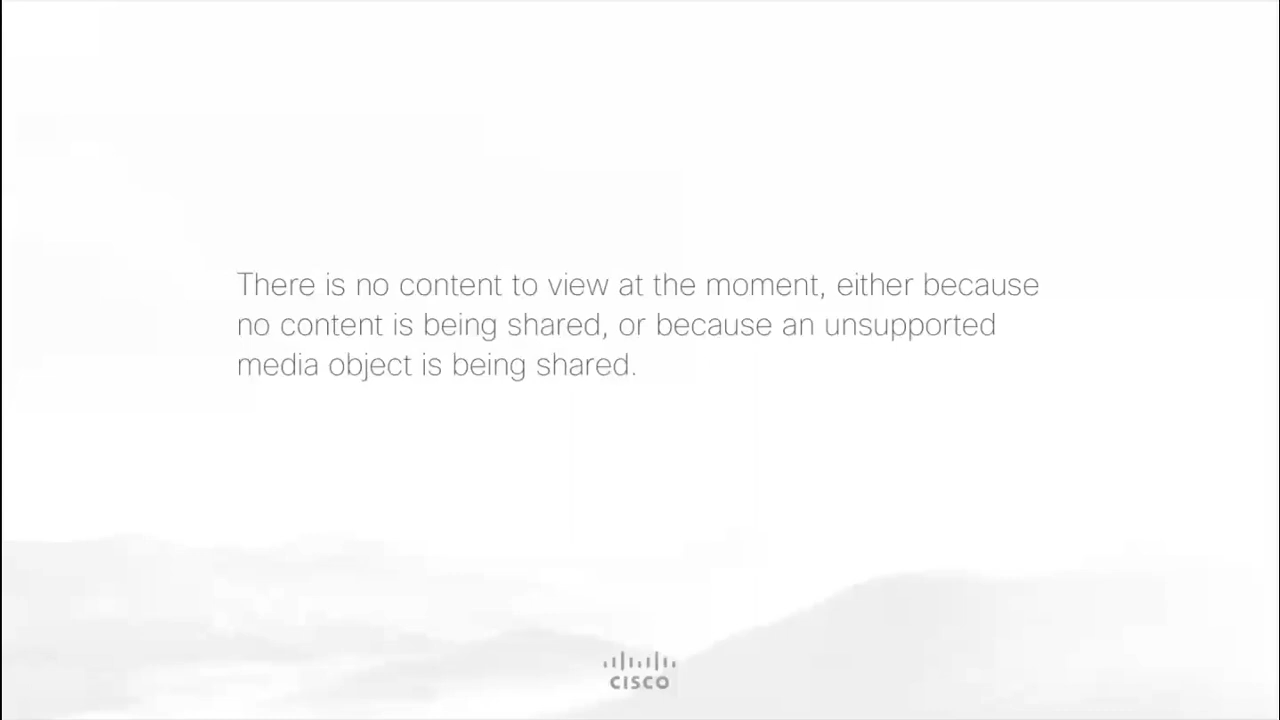 There is no content to view at the moment, either because
no content is being shared, or because an unsupported
media object is being shared.
CISCO